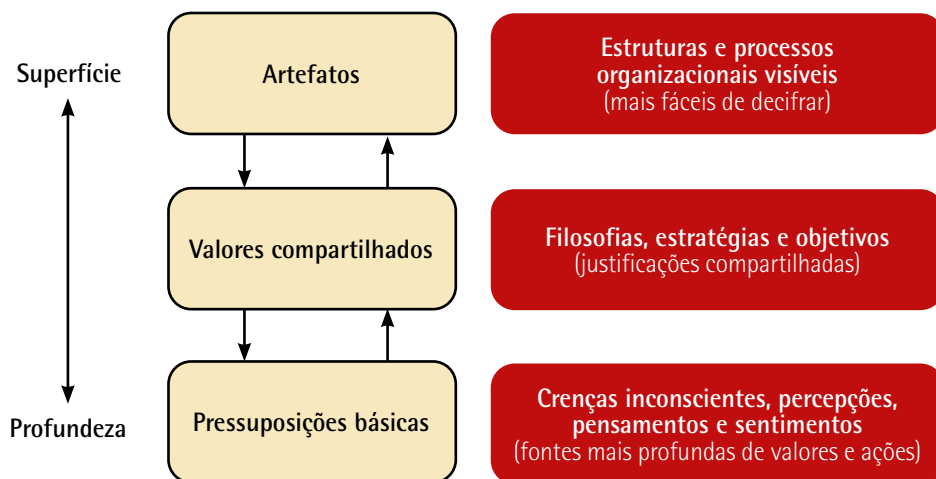 Superfície
Artefatos
Estruturas e processos
organizacionais visíveis
(mais fáceis de decifrar)
Valores compartilhados
Filosofias, estratégias e objetivos
(justificações compartilhadas)
Profundeza
Pressuposições básicas
Crenças inconscientes, percepções,
pensamentos e sentimentos
(fontes mais profundas de valores e ações)